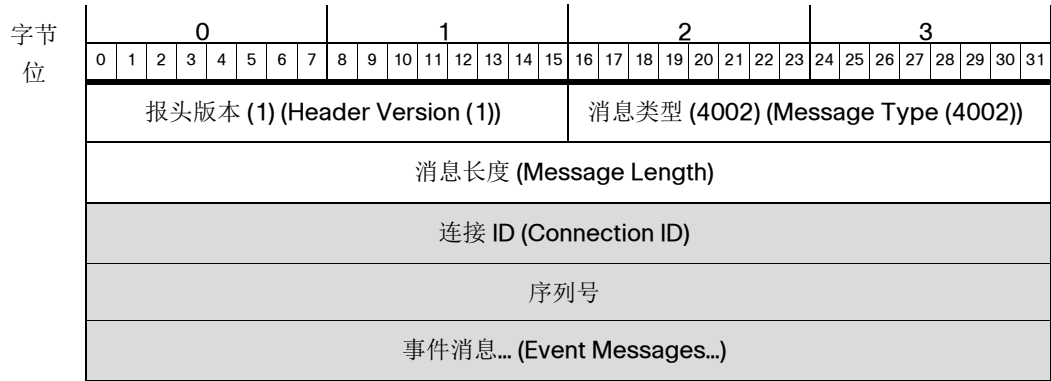 字节 0 1 2 3
位 0 1 2 3 4 5 6 7 8 9 10 11 12 13 14 15 16 17 18 19 20 21 22 23 24 25 26 27 28 29 30 31
报头版本 (1) (Header Version (1)) 消息类型 (4002) (Message Type (4002))
消息长度 (Message Length)
连接 ID (Connection ID)
序列号
事件消息... (Event Messages...)